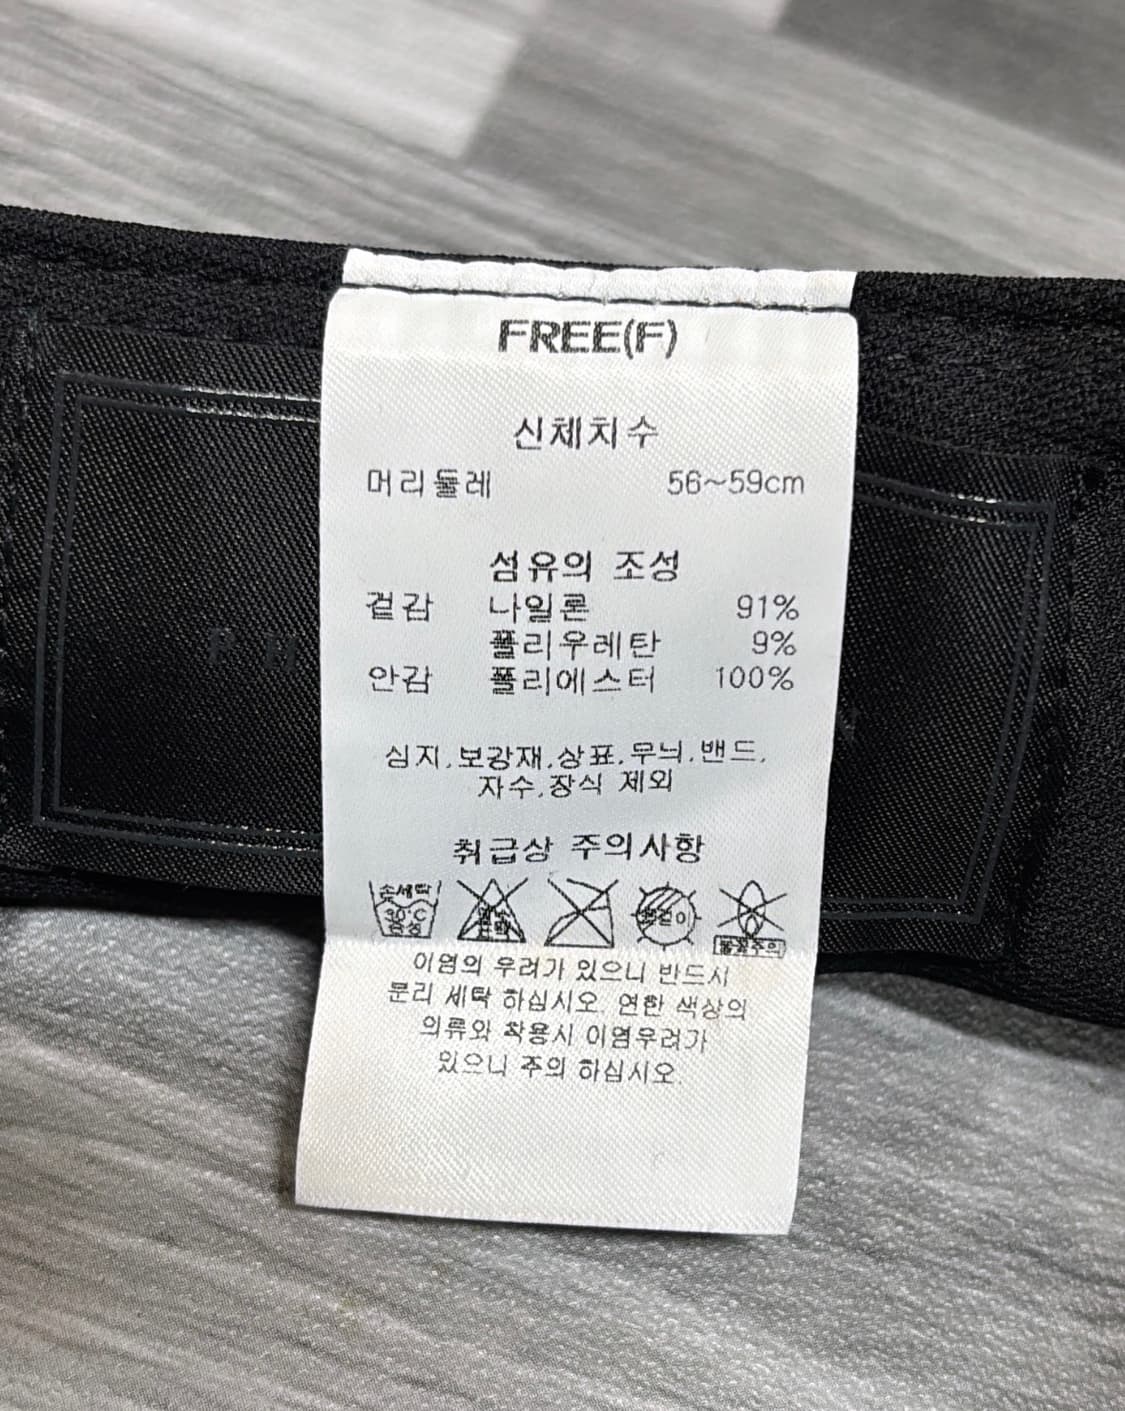 FREE(F)
신체치수
머리둘레 56~59cm
섬유의 조성
겉감 나일론 91%
폴리우레탄 9%
안감 폴리에스터 100%
심지,보강재,상표,무늬,밴드,
자수,장식 제외
취급상 주의사항
손세탁
이염의 우려가 있으니 반드시
분리 세탁 하십시오. 연한 색상의
의류와 착용시 이염우려가
있으니 주의 하십시오.